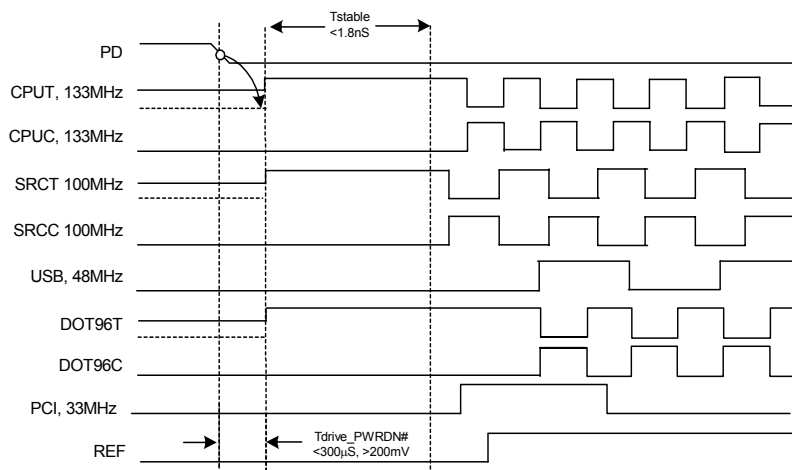 Tstable
<1.8nS
PD
CPUT, 133MHz
CPUC, 133MHz
SRCT 100MHz
SRCC 100MHz
USB, 48MHz
DOT96T
DOT96C
PCI, 33MHz
REF
Tdrive_PWRDN#
<300µS, >200mV